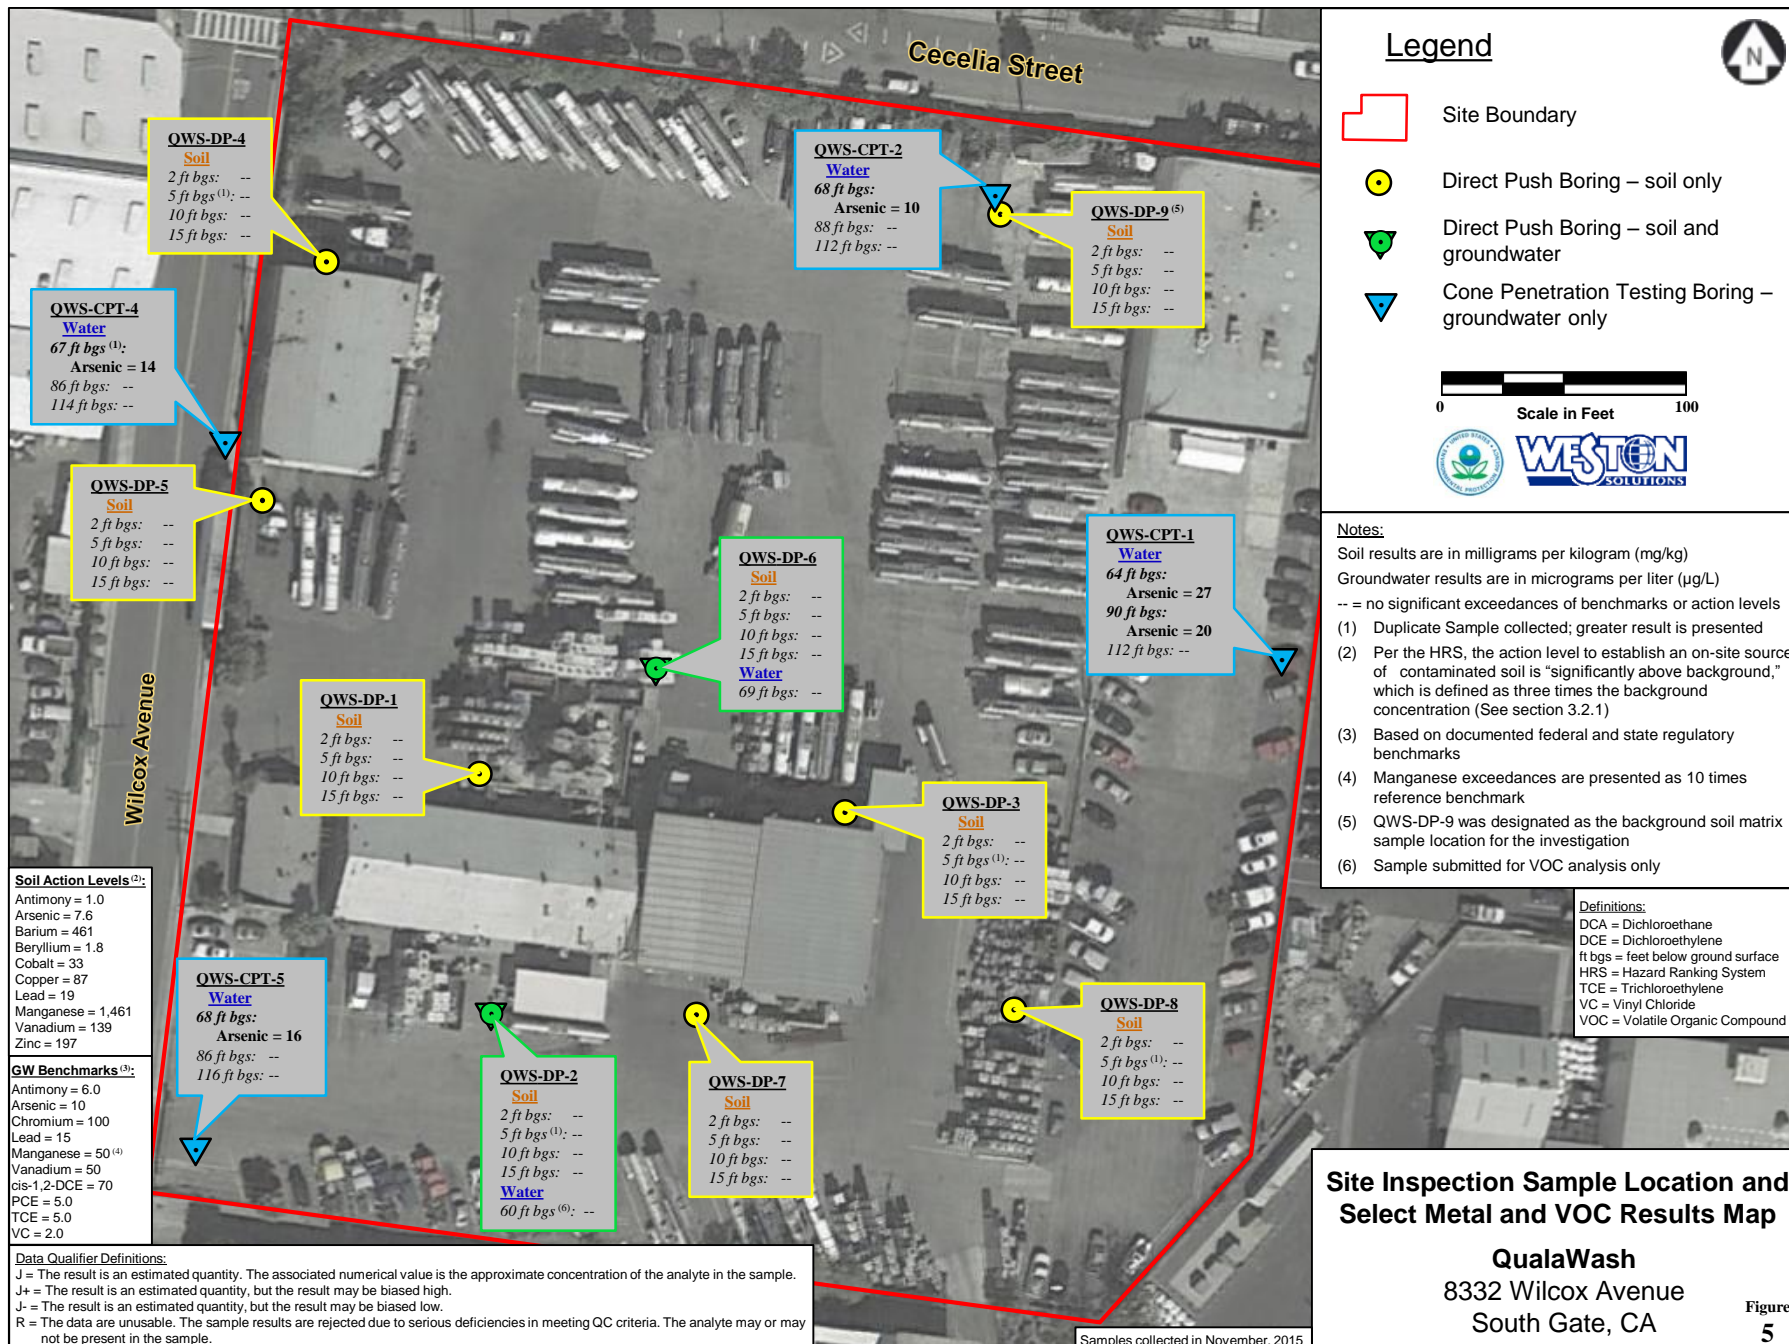 Cecelia Street
Wilcox Avenue
QWS-DP-4
Soil
2 ft bgs: --
5 ft bgs (1): --
10 ft bgs: --
15 ft bgs: --
QWS-CPT-2
Water
68 ft bgs:
Arsenic = 10
88 ft bgs: --
112 ft bgs: --
QWS-DP-9 (5)
Soil
2 ft bgs: --
5 ft bgs: --
10 ft bgs: --
15 ft bgs: --
QWS-CPT-4
Water
67 ft bgs (1):
Arsenic = 14
86 ft bgs: --
114 ft bgs: --
QWS-DP-5
Soil
2 ft bgs: --
5 ft bgs: --
10 ft bgs: --
15 ft bgs: --
QWS-DP-6
Soil
2 ft bgs: --
5 ft bgs: --
10 ft bgs: --
15 ft bgs: --
Water
69 ft bgs: --
QWS-CPT-1
Water
64 ft bgs:
Arsenic = 27
90 ft bgs:
Arsenic = 20
112 ft bgs: --
QWS-DP-1
Soil
2 ft bgs: --
5 ft bgs: --
10 ft bgs: --
15 ft bgs: --
QWS-DP-3
Soil
2 ft bgs: --
5 ft bgs (1): --
10 ft bgs: --
15 ft bgs: --
QWS-CPT-5
Water
68 ft bgs:
Arsenic = 16
86 ft bgs: --
116 ft bgs: --
QWS-DP-2
Soil
2 ft bgs: --
5 ft bgs (1): --
10 ft bgs: --
15 ft bgs: --
Water
60 ft bgs (6): --
QWS-DP-7
Soil
2 ft bgs: --
5 ft bgs: --
10 ft bgs: --
15 ft bgs: --
QWS-DP-8
Soil
2 ft bgs: --
5 ft bgs (1): --
10 ft bgs: --
15 ft bgs: --
Soil Action Levels (2):
Antimony = 1.0
Arsenic = 7.6
Barium = 461
Beryllium = 1.8
Cobalt = 33
Copper = 87
Lead = 19
Manganese = 1,461
Vanadium = 139
Zinc = 197
GW Benchmarks (3):
Antimony = 6.0
Arsenic = 10
Chromium = 100
Lead = 15
Manganese = 50 (4)
Vanadium = 50
cis-1,2-DCE = 70
PCE = 5.0
TCE = 5.0
VC = 2.0
Data Qualifier Definitions:
J = The result is an estimated quantity. The associated numerical value is the approximate concentration of the analyte in the sample.
J+ = The result is an estimated quantity, but the result may be biased high.
J- = The result is an estimated quantity, but the result may be biased low.
R = The data are unusable. The sample results are rejected due to serious deficiencies in meeting QC criteria. The analyte may or may
not be present in the sample.
Samples collected in November, 2015
Legend
N
Site Boundary
Direct Push Boring – soil only
Direct Push Boring – soil and
groundwater
Cone Penetration Testing Boring –
groundwater only
0 Scale in Feet 100
UNITED STATES
WESTON
SOLUTIONS
Notes:
Soil results are in milligrams per kilogram (mg/kg)
Groundwater results are in micrograms per liter (µg/L)
-- = no significant exceedances of benchmarks or action levels
(1) Duplicate Sample collected; greater result is presented
(2) Per the HRS, the action level to establish an on-site source
of contaminated soil is “significantly above background,”
which is defined as three times the background
concentration (See section 3.2.1)
(3) Based on documented federal and state regulatory
benchmarks
(4) Manganese exceedances are presented as 10 times
reference benchmark
(5) QWS-DP-9 was designated as the background soil matrix
sample location for the investigation
(6) Sample submitted for VOC analysis only
Definitions:
DCA = Dichloroethane
DCE = Dichloroethylene
ft bgs = feet below ground surface
HRS = Hazard Ranking System
TCE = Trichloroethylene
VC = Vinyl Chloride
VOC = Volatile Organic Compound
Site Inspection Sample Location and
Select Metal and VOC Results Map
QualaWash
8332 Wilcox Avenue
South Gate, CA
Figure
5